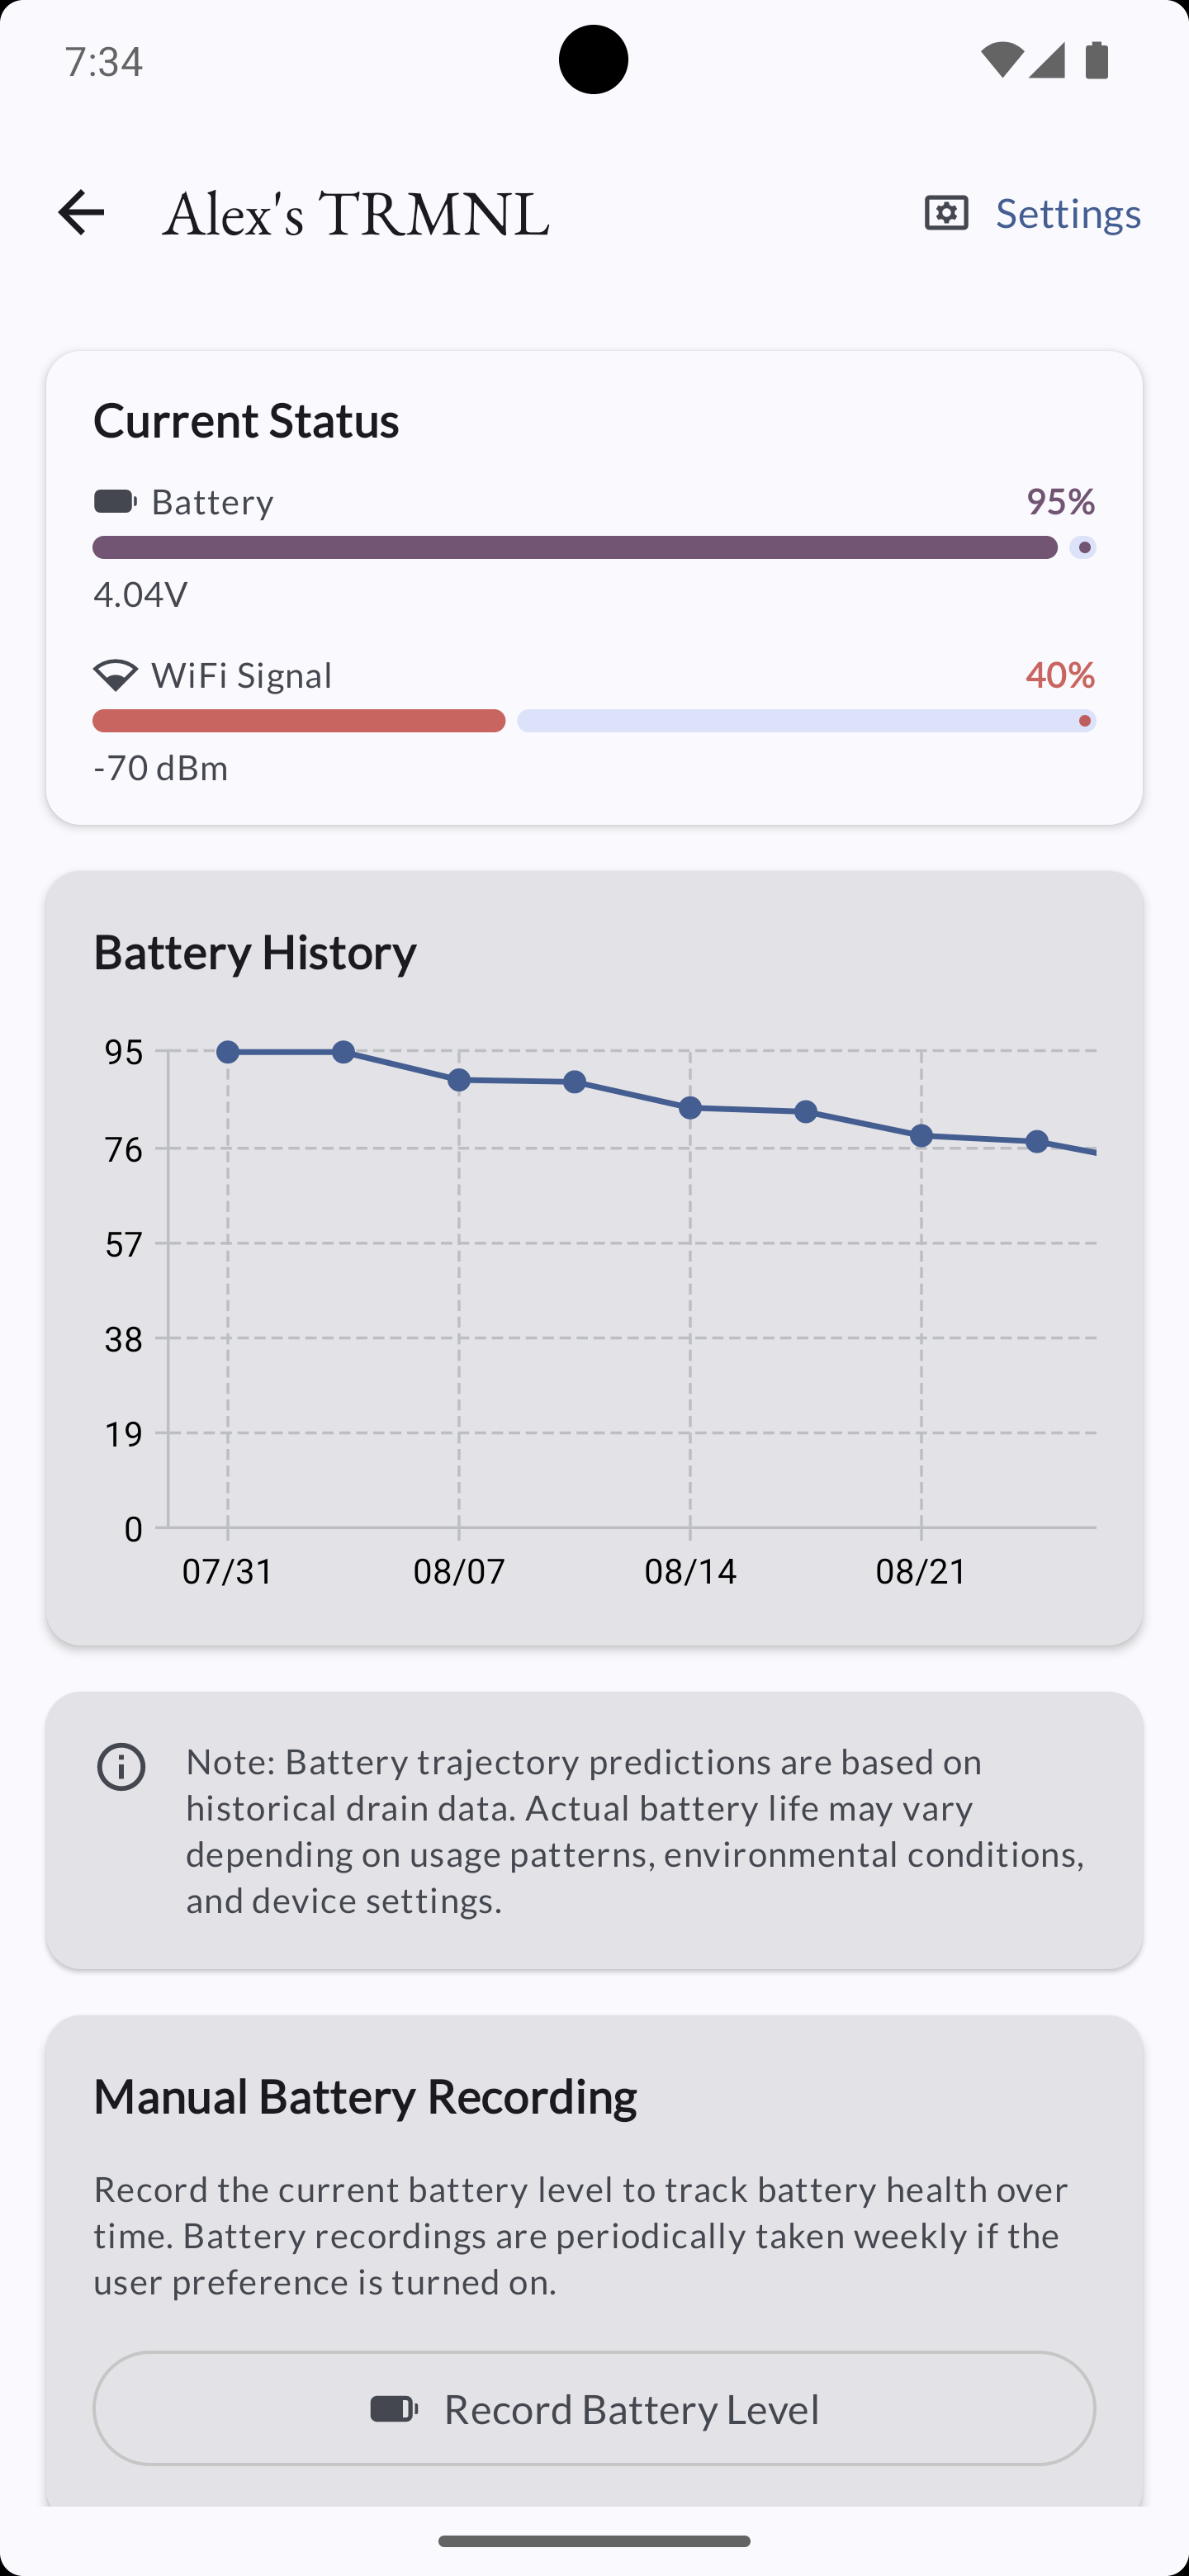 7:34
Alex's TRMNL
Settings
Current Status
Battery
95%
4.04V
WiFi Signal
40%
-70 dBm
Battery History
95
76
57
38
19
0
07/31
08/07
08/14
08/21
Note: Battery trajectory predictions are based on
historical drain data. Actual battery life may vary
depending on usage patterns, environmental conditions,
and device settings.
Manual Battery Recording
Record the current battery level to track battery health over
time. Battery recordings are periodically taken weekly if the
user preference is turned on.
Record Battery Level